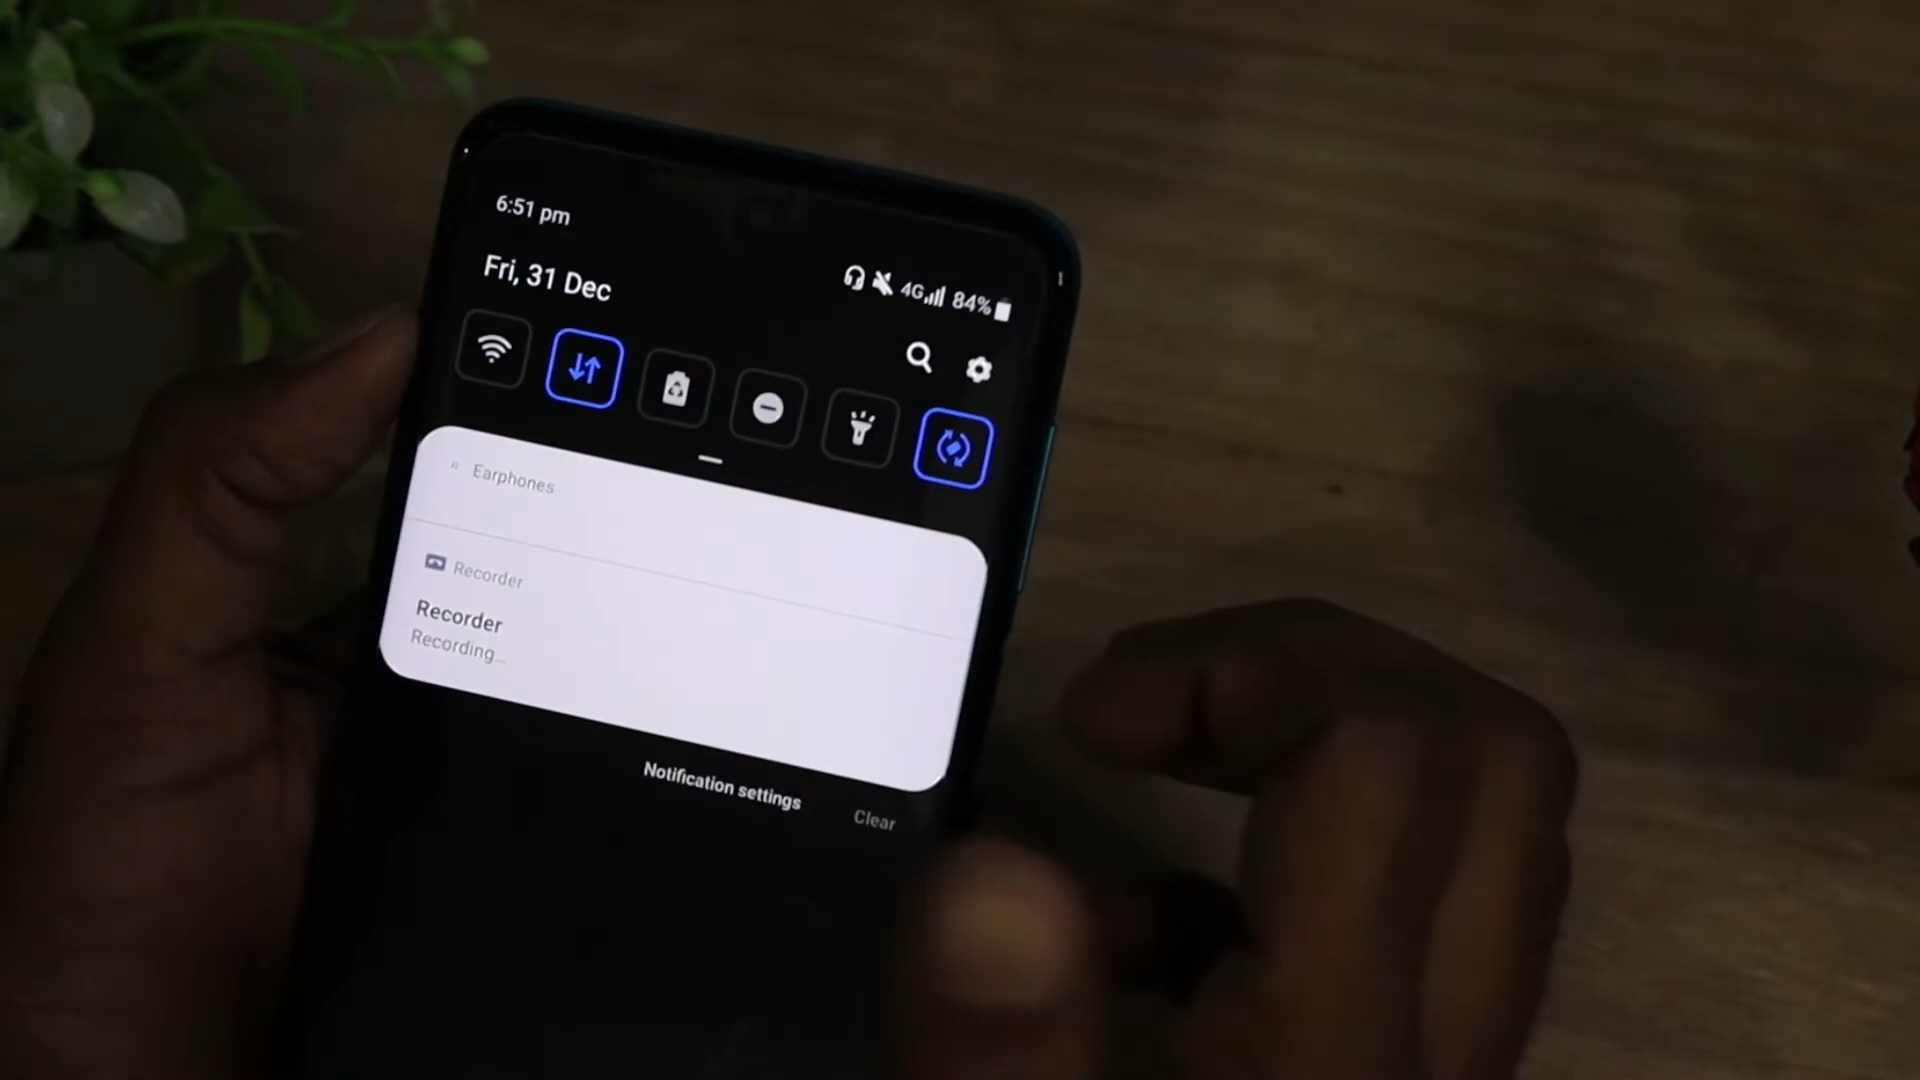 6:51 pm
4G 84%
Fri, 31 Dec
Earphones
Recorder
Recorder
Recording...
Notification settings
Clear